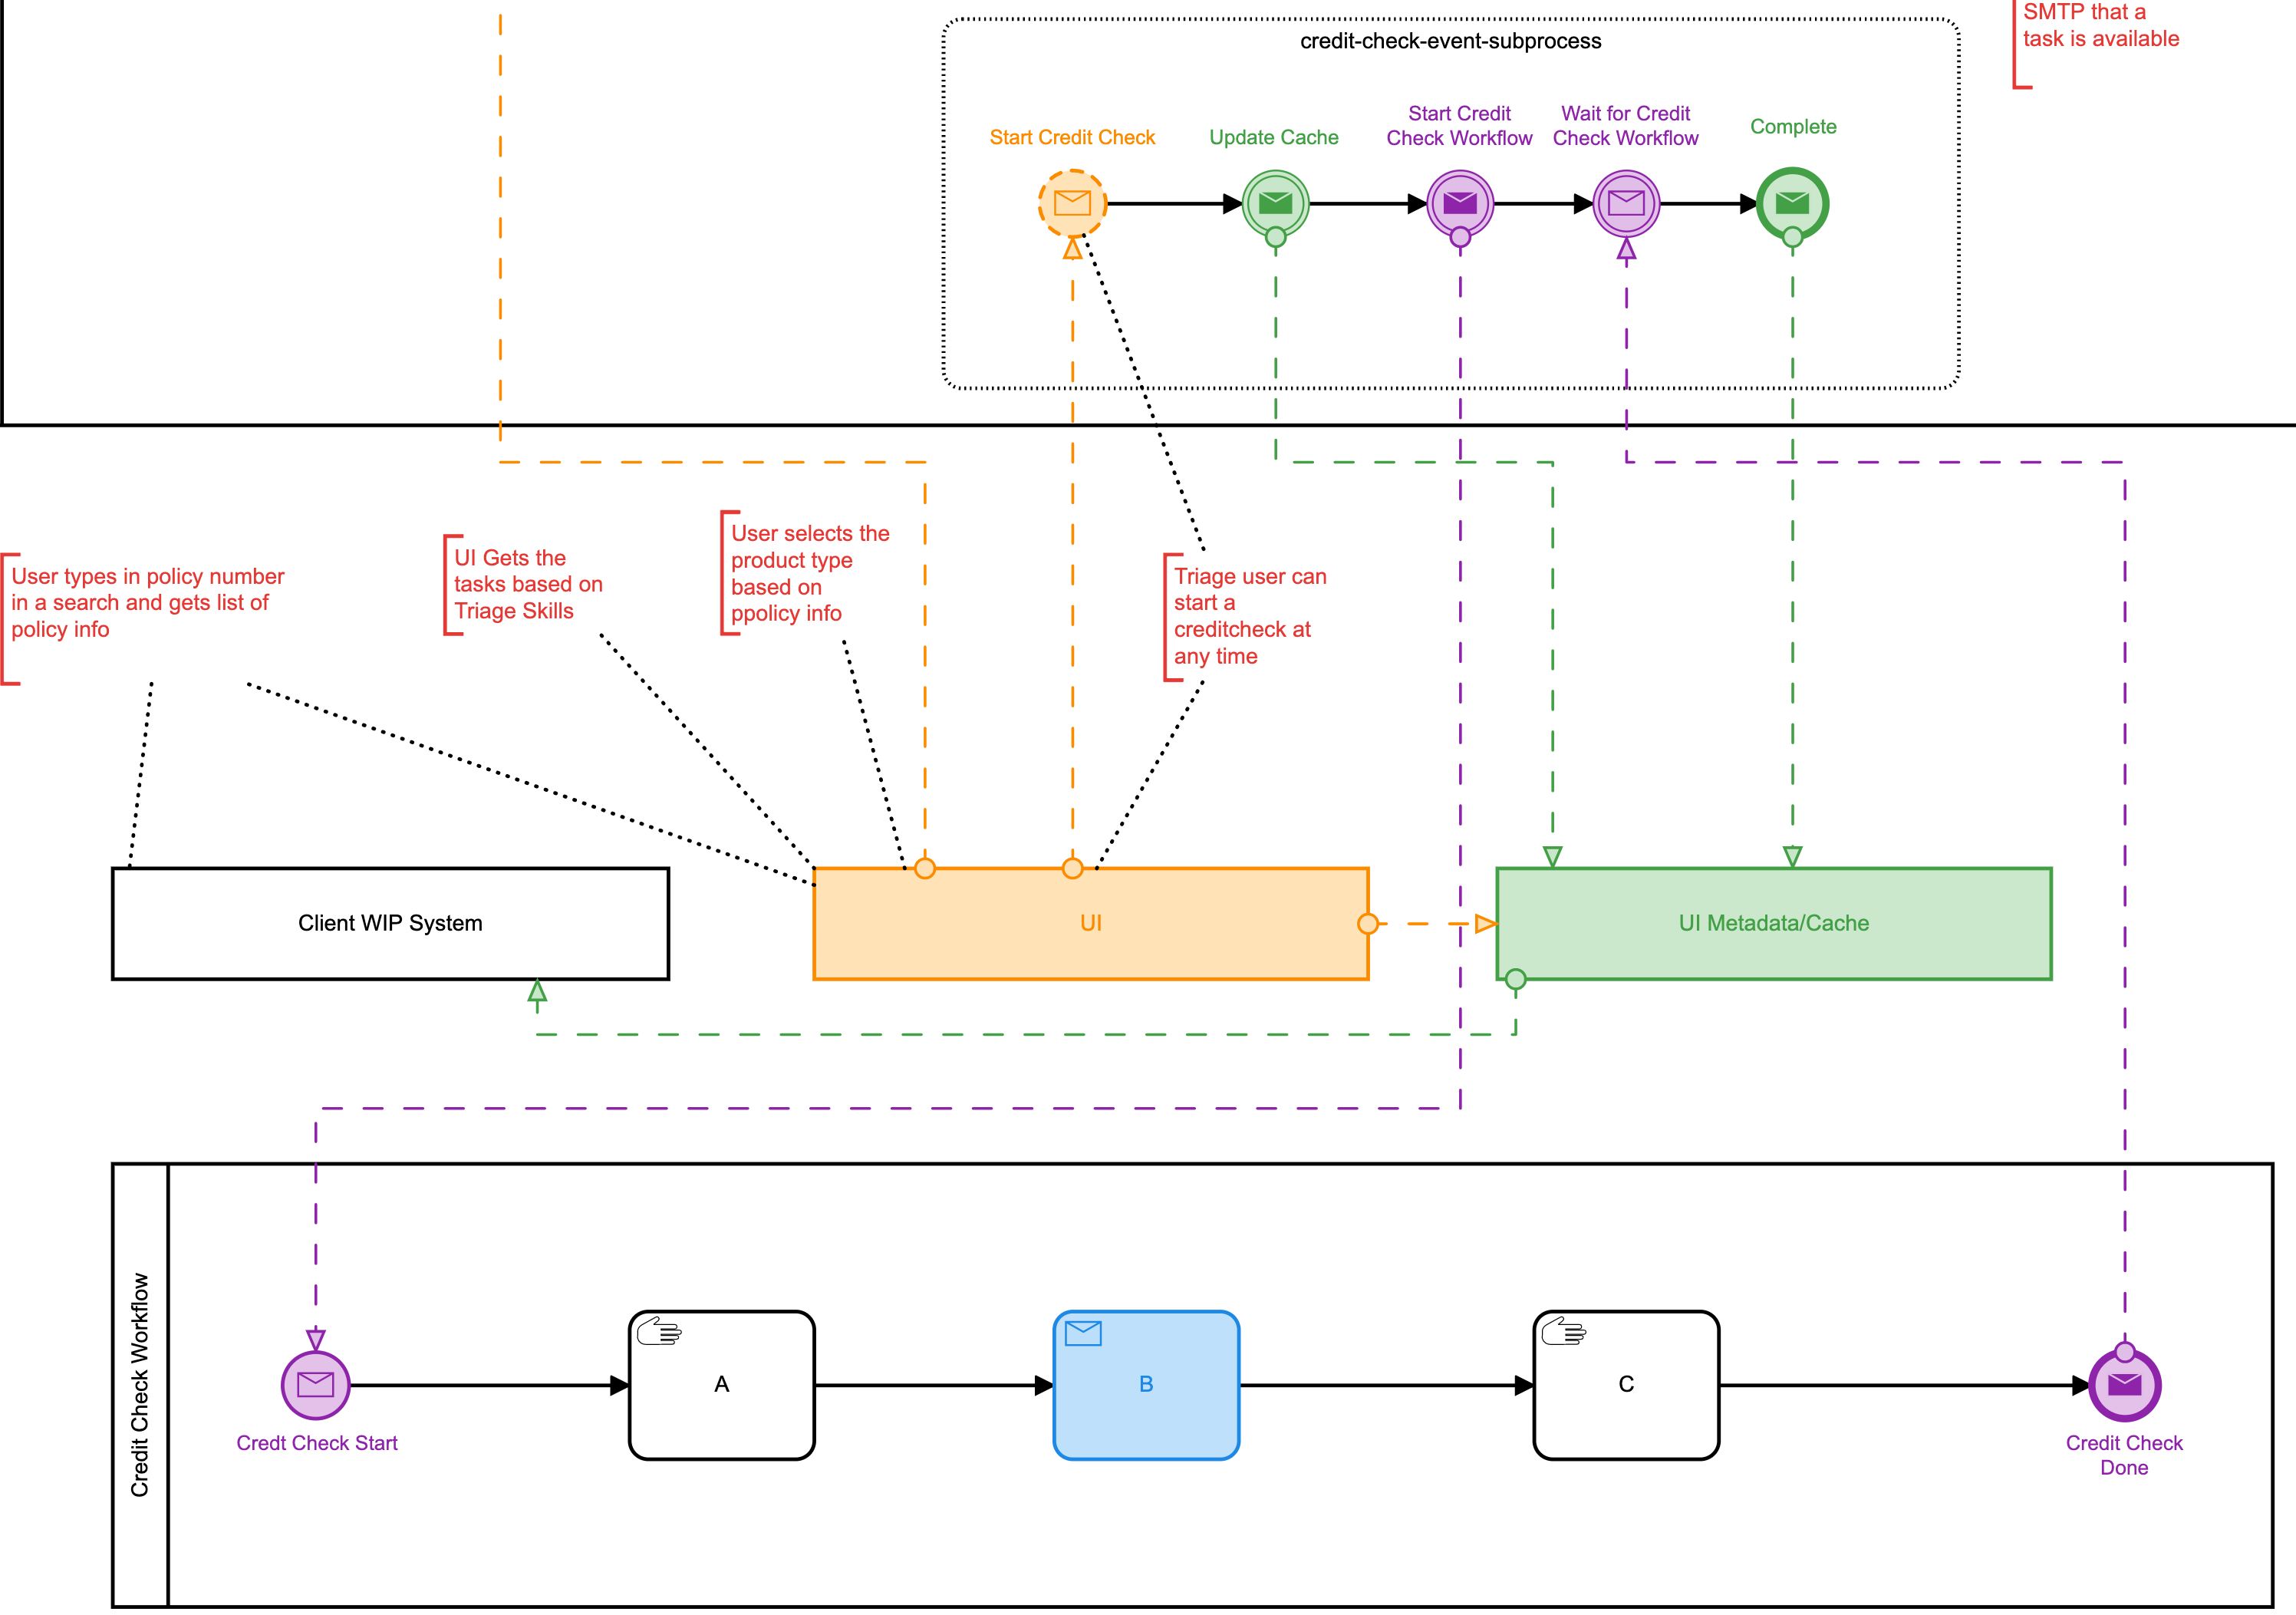 SMTP that a
task is available
credit-check-event-subprocess
Start Credit Check
Update Cache
Start Credit
Check Workflow
Wait for Credit
Check Workflow
Complete
User types in policy number
in a search and gets list of
policy info
UI Gets the
tasks based on
Triage Skills
User selects the
product type
based on
ppolicy info
Triage user can
start a
creditcheck at
any time
Client WIP System
UI
UI Metadata/Cache
Credit Check Workflow
Credt Check Start
A
B
C
Credit Check
Done